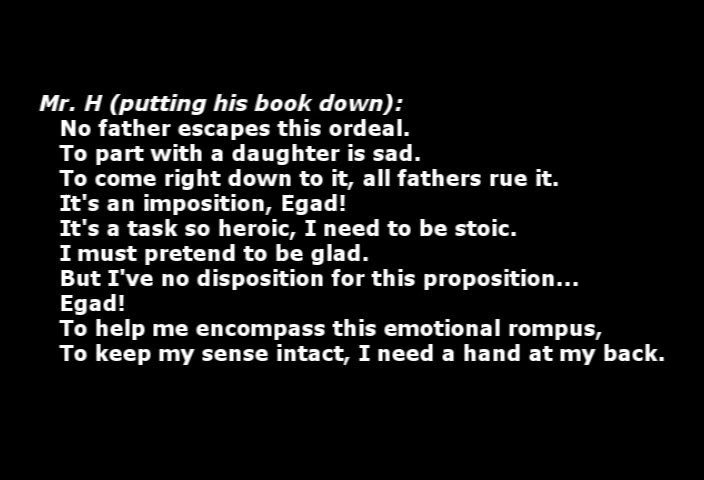 Mr. H (putting his book down):
No father escapes this ordeal.
To part with a daughter is sad.
To come right down to it, all fathers rue it.
It's an imposition, Egad!
It's a task so heroic, I need to be stoic.
I must pretend to be glad.
But I've no disposition for this proposition...
Egad!
To help me encompass this emotional rompus,
To keep my sense intact, I need a hand at my back.